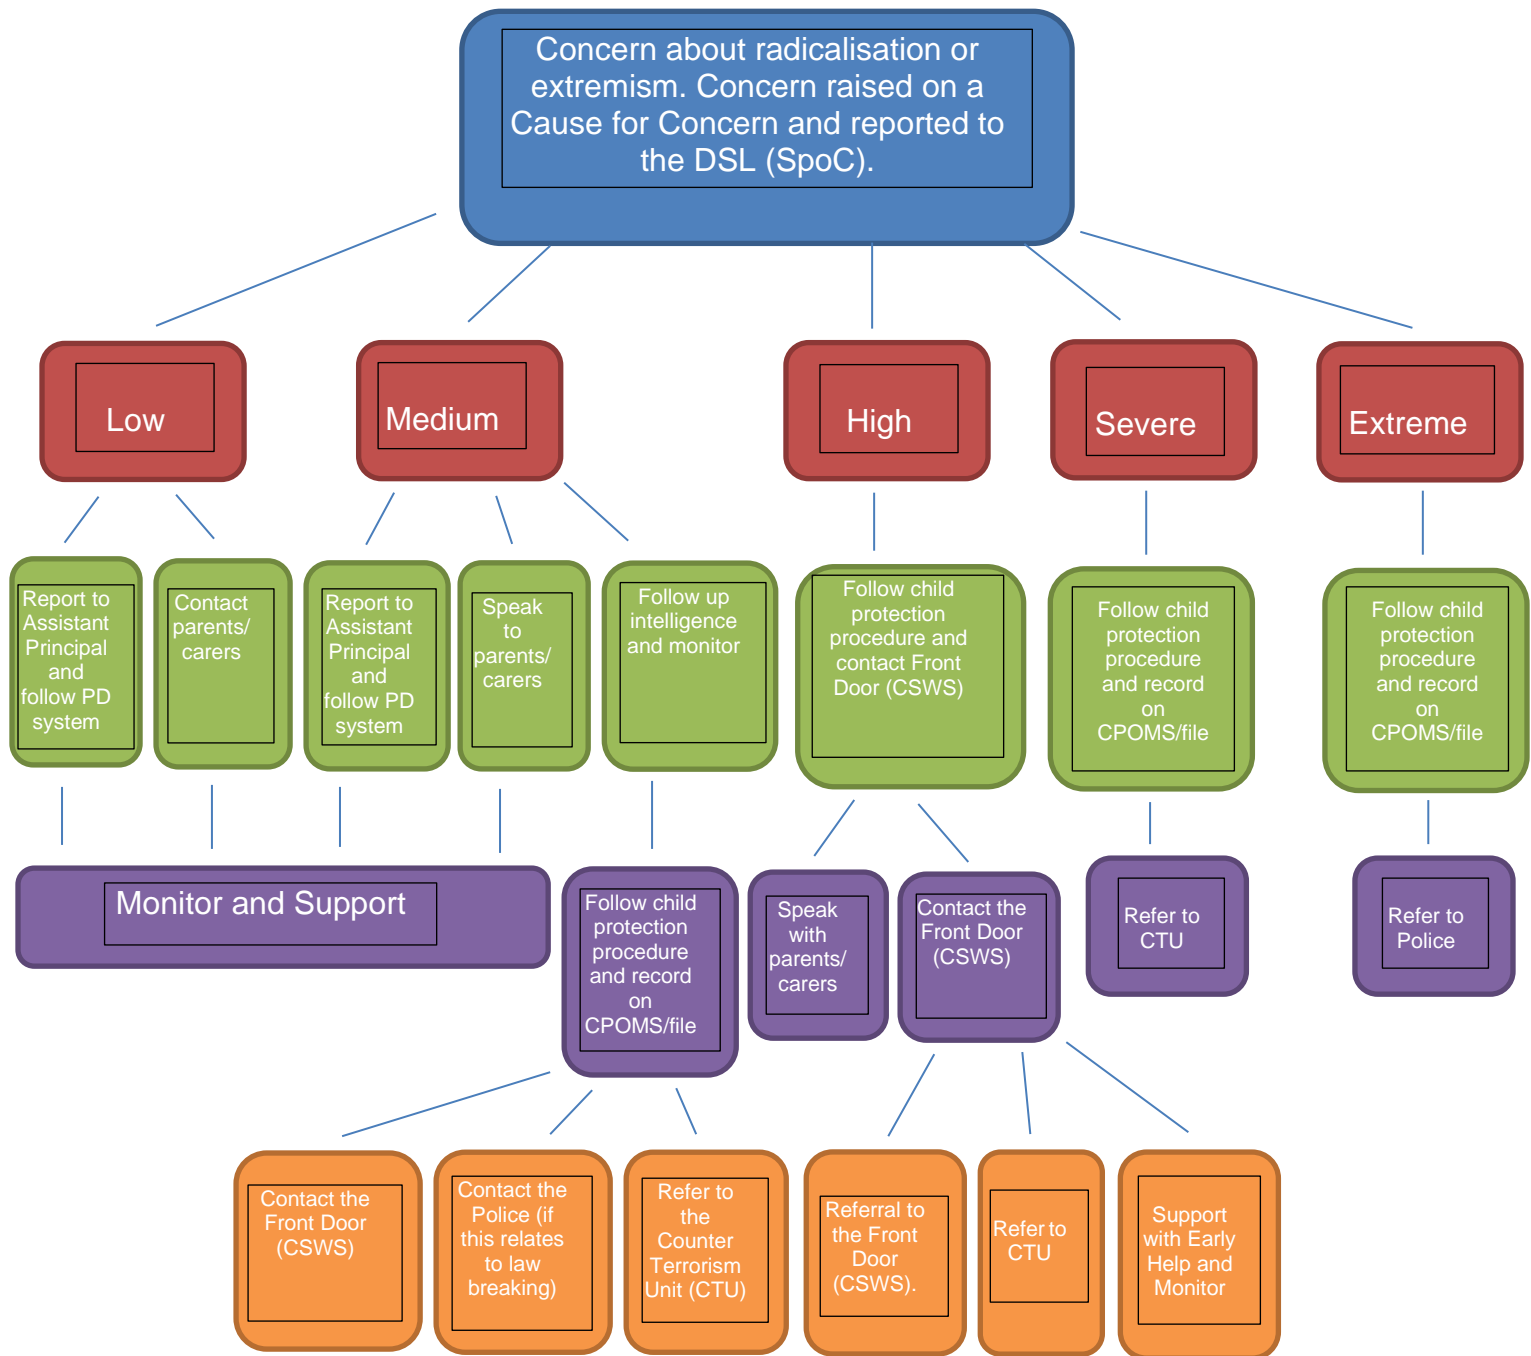 Concern about radicalisation or
extremism. Concern raised on a
Cause for Concern and reported to
the DSL (SpoC).
Low
Medium
High
Severe
Extreme
Report to
Assistant
Principal
and
follow PD
system
Contact
parents/
carers
Report to
Assistant
Principal
and
follow PD
system
Speak
to
parents/
carers
Follow up
intelligence
and monitor
Follow child
protection
procedure and
contact Front
Door (CSWS)
Follow child
protection
procedure
and record
on
CPOMS/file
Follow child
protection
procedure
and record
on
CPOMS/file
Monitor and Support
Follow child
protection
procedure
and record
on
CPOMS/file
Speak
with
parents/
carers
Contact the
Front Door
(CSWS)
Refer to
CTU
Refer to
Police
Contact the
Front Door
(CSWS)
Contact the
Police (if
this relates
to law
breaking)
Refer to
the
Counter
Terrorism
Unit (CTU)
Referral to
the Front
Door
(CSWS).
Refer to
CTU
Support
with Early
Help and
Monitor